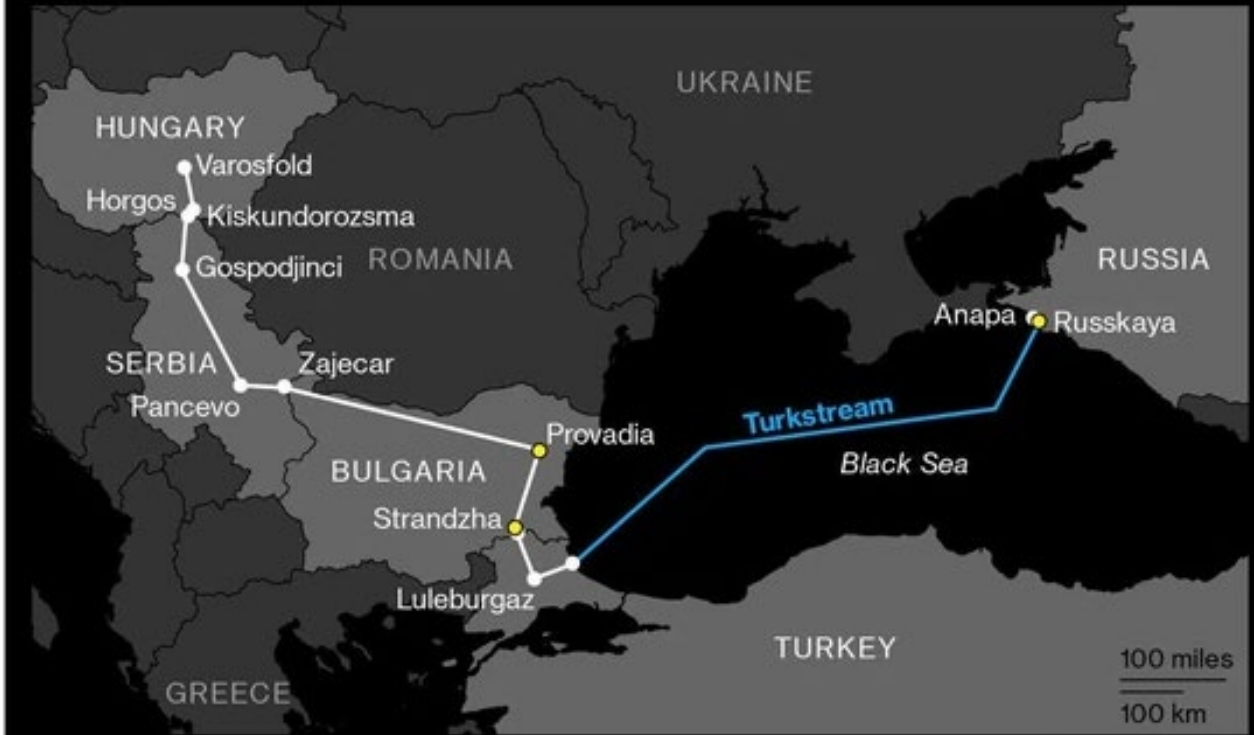 UKRAINE
HUNGARY
Varosfold
Horgos
Kiskundorozsma
Gospodjinci
ROMANIA
RUSSIA
Anapa
Russkaya
SERBIA
Zajecar
Pancevo
Turkstream
Provadia
Black Sea
BULGARIA
Strandzha
Luleburgaz
TURKEY
100 miles
GREECE
100 km